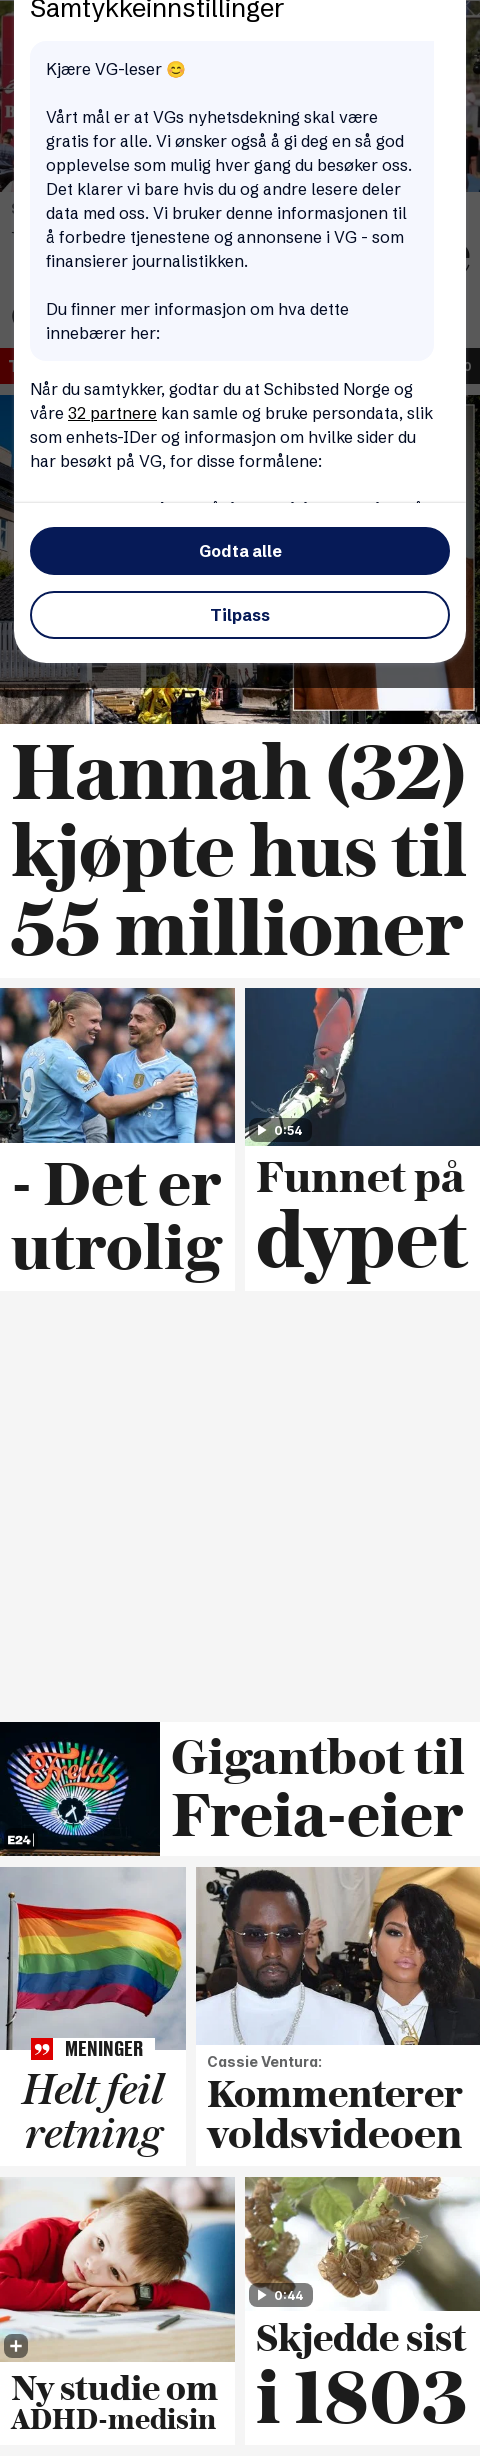 Samtykkeinnstillinger
Kjære VG-leser 😊
Vårt mål er at VGs nyhetsdekning skal være
gratis for alle. Vi ønsker også å gi deg en så god
opplevelse som mulig hver gang du besøker oss.
Det klarer vi bare hvis du og andre lesere deler
data med oss. Vi bruker denne informasjonen til
å forbedre tjenestene og annonsene i VG - som
finansierer journalistikken.
Du finner mer informasjon om hva dette
innebærer her:
Når du samtykker, godtar du at Schibsted Norge og
våre 32 partnere kan samle og bruke persondata, slik
som enhets-IDer og informasjon om hvilke sider du
har besøkt på VG, for disse formålene:
Godta alle
Tilpass
Hannah (32)
kjøpte hus til
55 millioner
9
0:54
- Det er
utrolig
Funnet på
dypet
Freia
E24
Gigantbot til
Freia-eier
MENINGER
Helt feil
retning
Cassie Ventura:
Kommenterer
voldsvideoen
0:44
Ny studie om
ADHD-medisin
Skjedde sist
i 1803